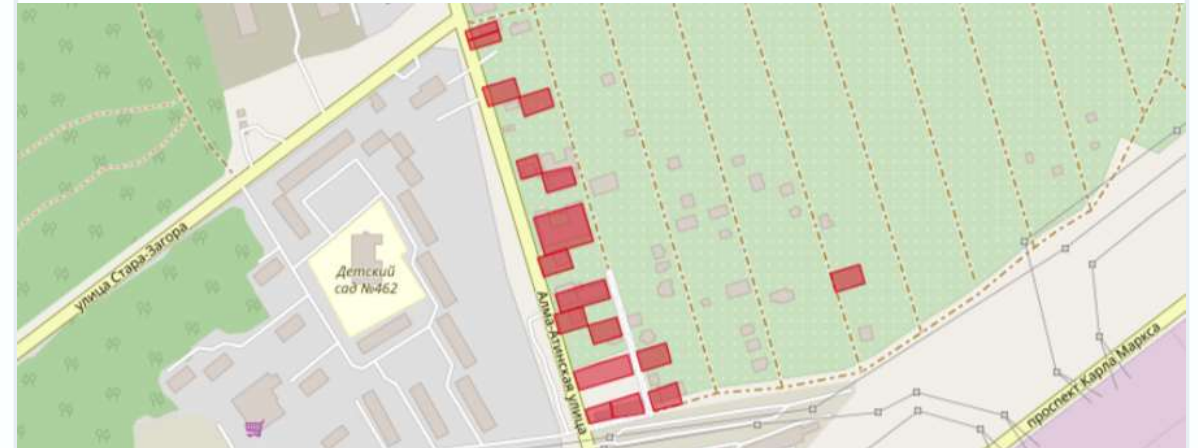 улица Стара-Загора
Детский
сад №462
Алма-Атинская улица
проспект Карла Маркса